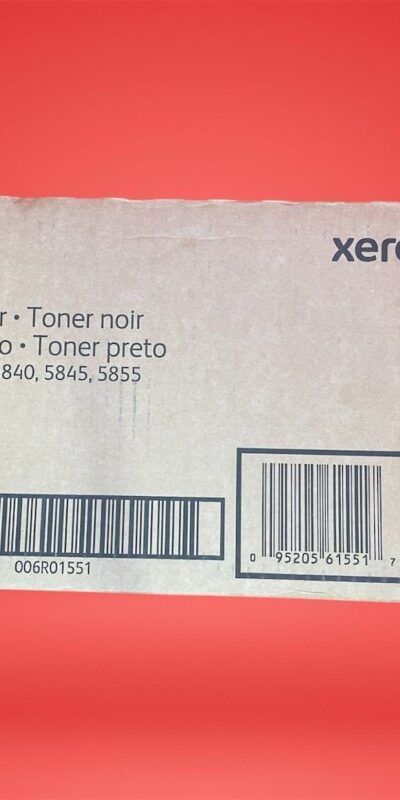 xero
r • Toner noir
o • Toner preto
840, 5845, 5855
006R01551
0 95205 61551 7